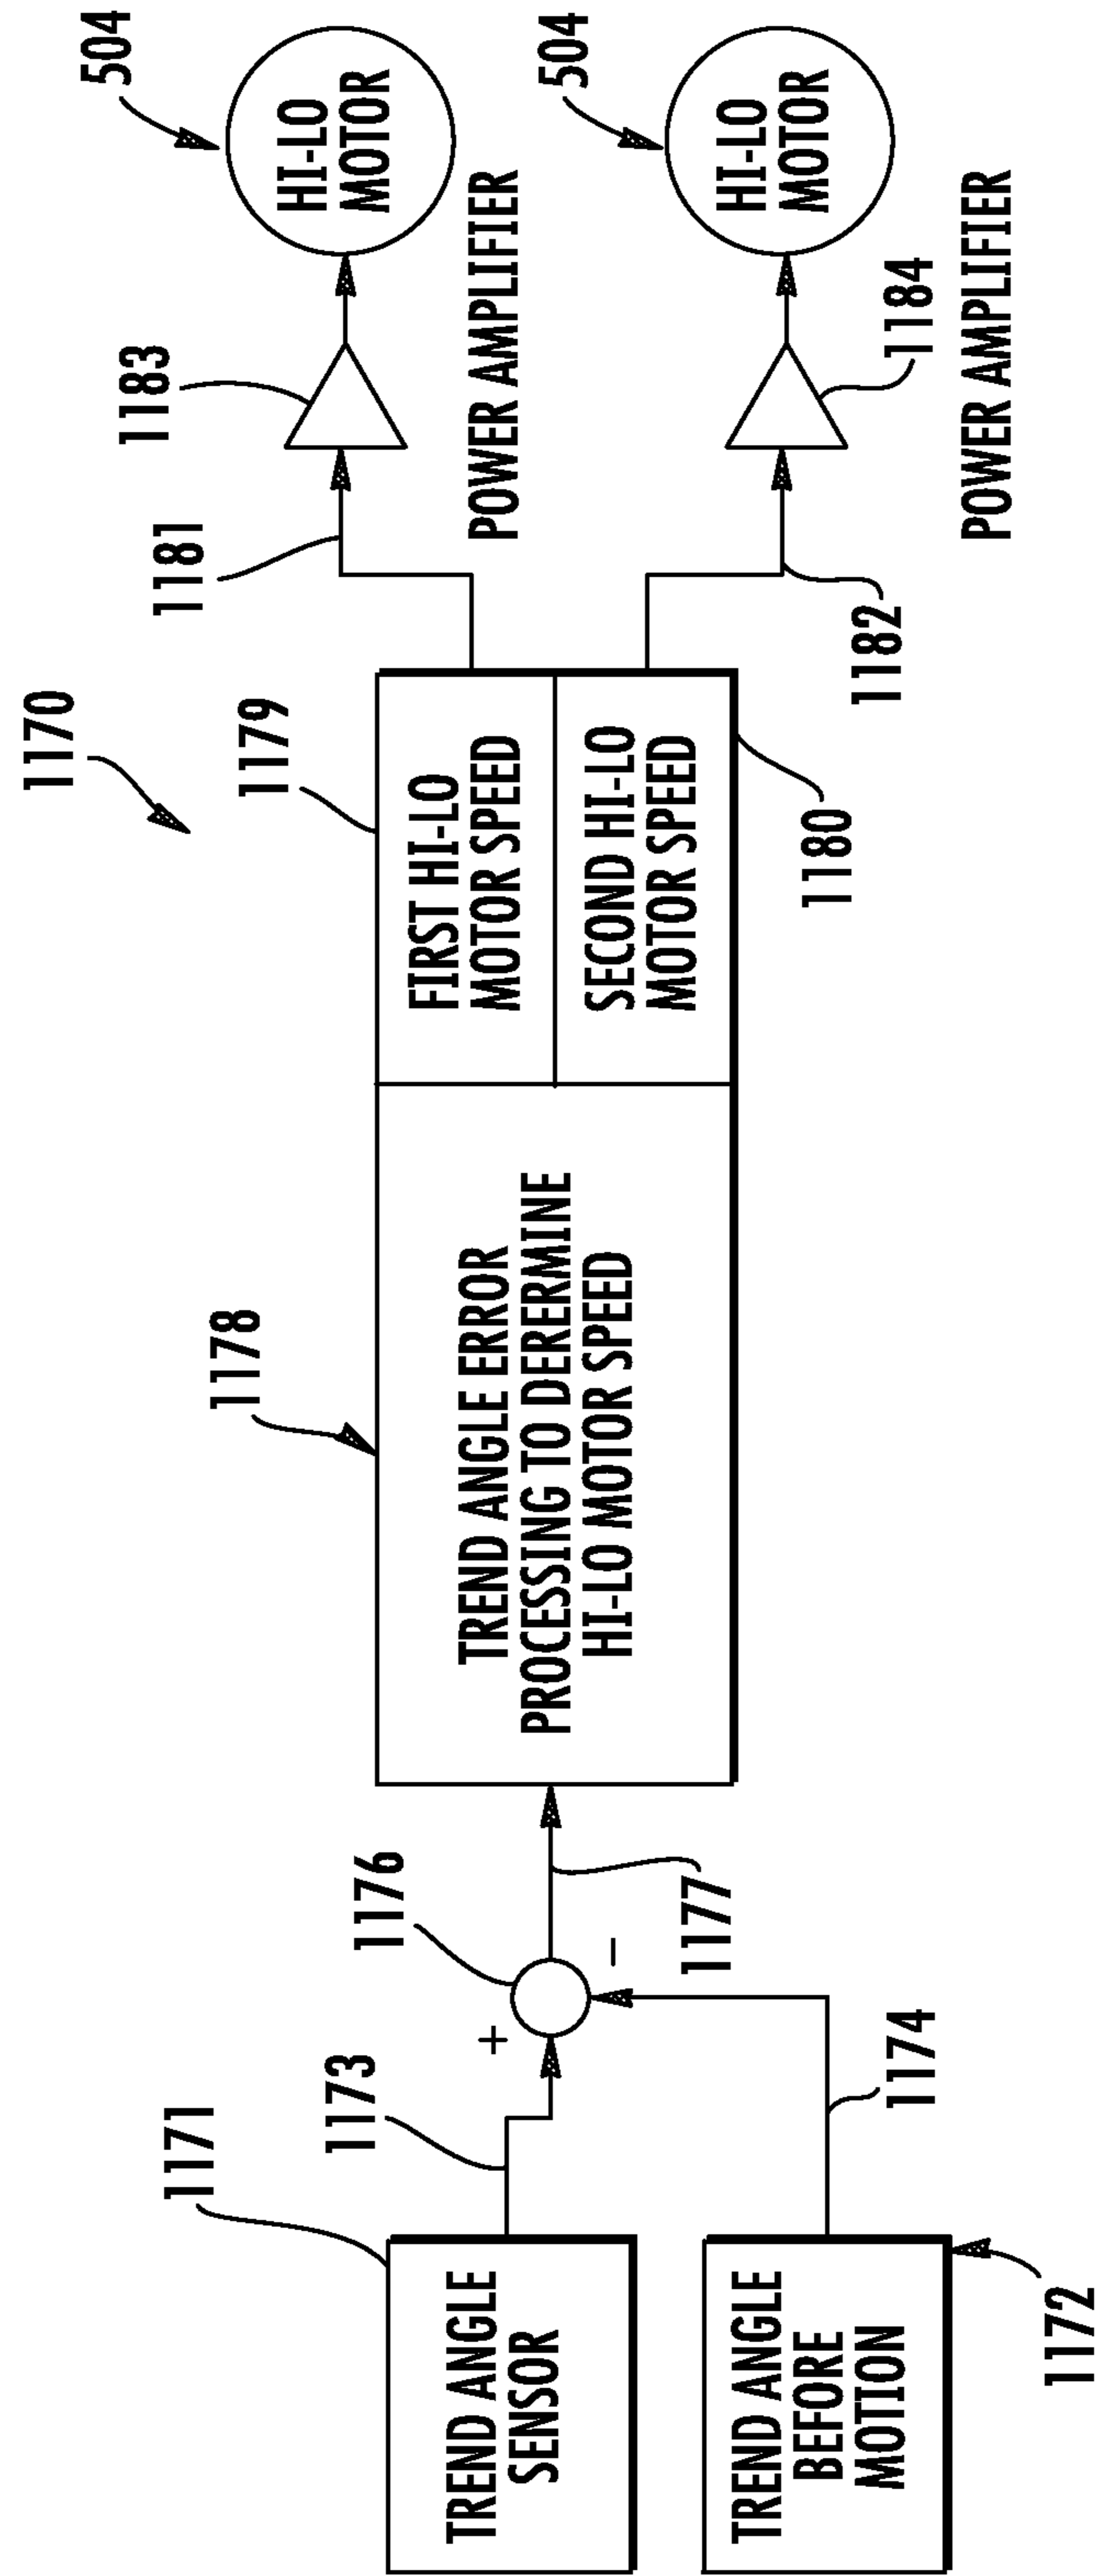 1170
TREND ANGLE
SENSOR
1171
1173
TREND ANGLE
BEFORE
MOTION
1172
1174
+
-
1176
1177
TREND ANGLE ERROR
PROCESSING TO DERERMINE
HI-LO MOTOR SPEED
1178
FIRST HI-LO
MOTOR SPEED
1179
SECOND HI-LO
MOTOR SPEED
1180
1181
1183
POWER AMPLIFIER
HI-LO
MOTOR
504
1182
1184
POWER AMPLIFIER
HI-LO
MOTOR
504